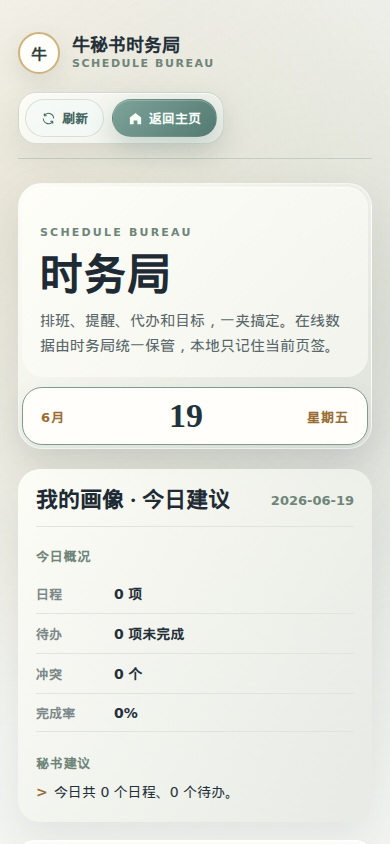 牛
牛秘书时务局
SCHEDULE BUREAU
刷新
返回主页
SCHEDULE BUREAU
时务局
排班、提醒、代办和目标，一夹搞定。在线数
据由时务局统一保管，本地只记住当前页签。
6月
19
星期五
我的画像 · 今日建议
2026-06-19
今日概况
日程 0 项
待办 0 项未完成
冲突 0 个
完成率 0%
秘书建议
> 今日共 0 个日程、0 个待办。